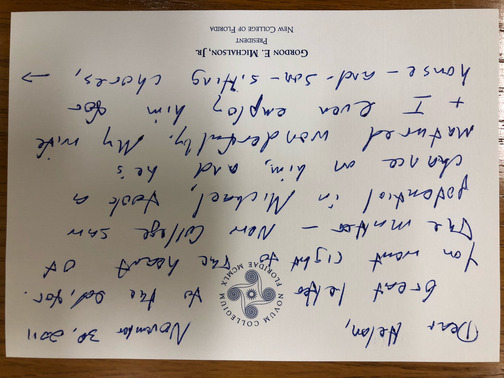 NOVUM COLLEGIUM FLORIDAE MCMLX
November 30, 2011
Dear Helen,
Great letter to the ed.
You went right to the heart of
the matter — New College saw
potential in Michael, took a
chance on him, and he's
matured wonderfully. My wife
+ I even employ him for
house-and-son-sitting chores, →
GORDON E. MICHALSON, JR.
PRESIDENT
NEW COLLEGE OF FLORIDA